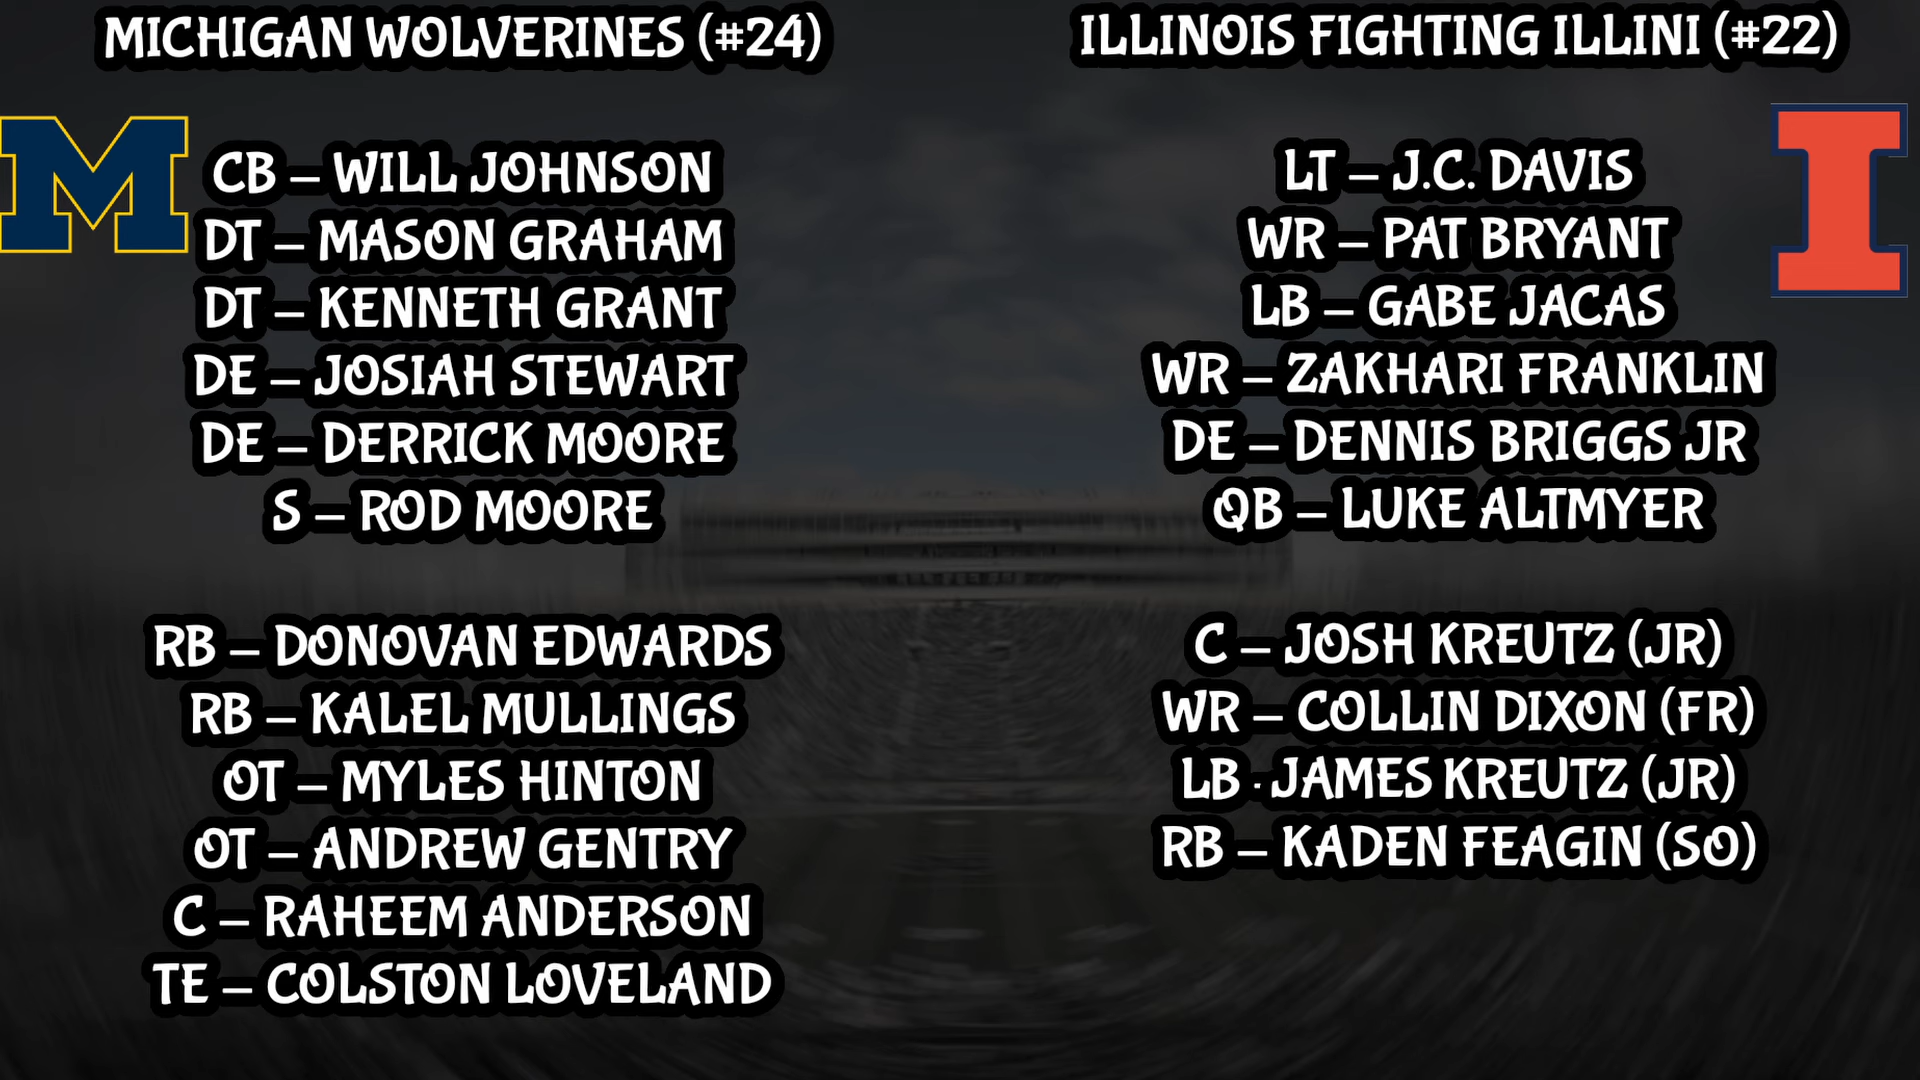 MICHIGAN WOLVERINES (#24)
CB – WILL JOHNSON
DT – MASON GRAHAM
DT – KENNETH GRANT
DE – JOSIAH STEWART
DE – DERRICK MOORE
S – ROD MOORE
RB – DONOVAN EDWARDS
RB – KALEL MULLINGS
OT – MYLES HINTON
OT – ANDREW GENTRY
C – RAHEEM ANDERSON
TE – COLSTON LOVELAND
ILLINOIS FIGHTING ILLINI (#22)
LT – J.C. DAVIS
WR – PAT BRYANT
LB – GABE JACAS
WR – ZAKHARI FRANKLIN
DE – DENNIS BRIGGS JR
QB – LUKE ALTMYER
C – JOSH KREUTZ (JR)
WR – COLLIN DIXON (FR)
LB - JAMES KREUTZ (JR)
RB – KADEN FEAGIN (SO)
M
I